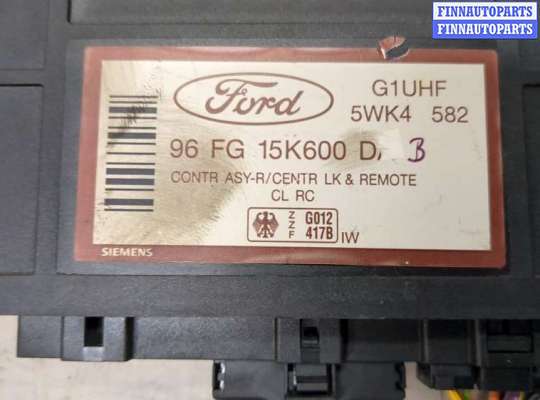 FINNAUTOPARTS
FINNAUTOPARTS
Ford
G1UHF
5WK4 582
96 FG 15K600 D B
CONTR ASY-R/CENTR LK & REMOTE
CL RC
ZZF G012 417B IW
SIEMENS